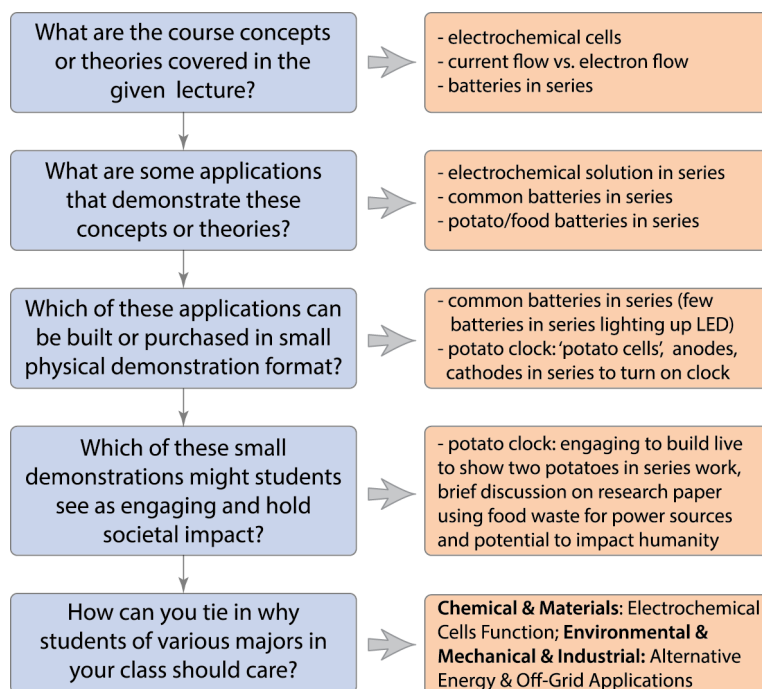 What are the course concepts
or theories covered in the
given lecture?
- electrochemical cells
- current flow vs. electron flow
- batteries in series
What are some applications
that demonstrate these
concepts or theories?
- electrochemical solution in series
- common batteries in series
- potato/food batteries in series
Which of these applications can
be built or purchased in small
physical demonstration format?
- common batteries in series (few
batteries in series lighting up LED)
- potato clock: ‘potato cells’, anodes,
cathodes in series to turn on clock
Which of these small
demonstrations might students
see as engaging and hold
societal impact?
- potato clock: engaging to build live
to show two potatoes in series work,
brief discussion on research paper
using food waste for power sources
and potential to impact humanity
How can you tie in why
students of various majors in
your class should care?
Chemical & Materials: Electrochemical
Cells Function; Environmental &
Mechanical & Industrial: Alternative
Energy & Off-Grid Applications